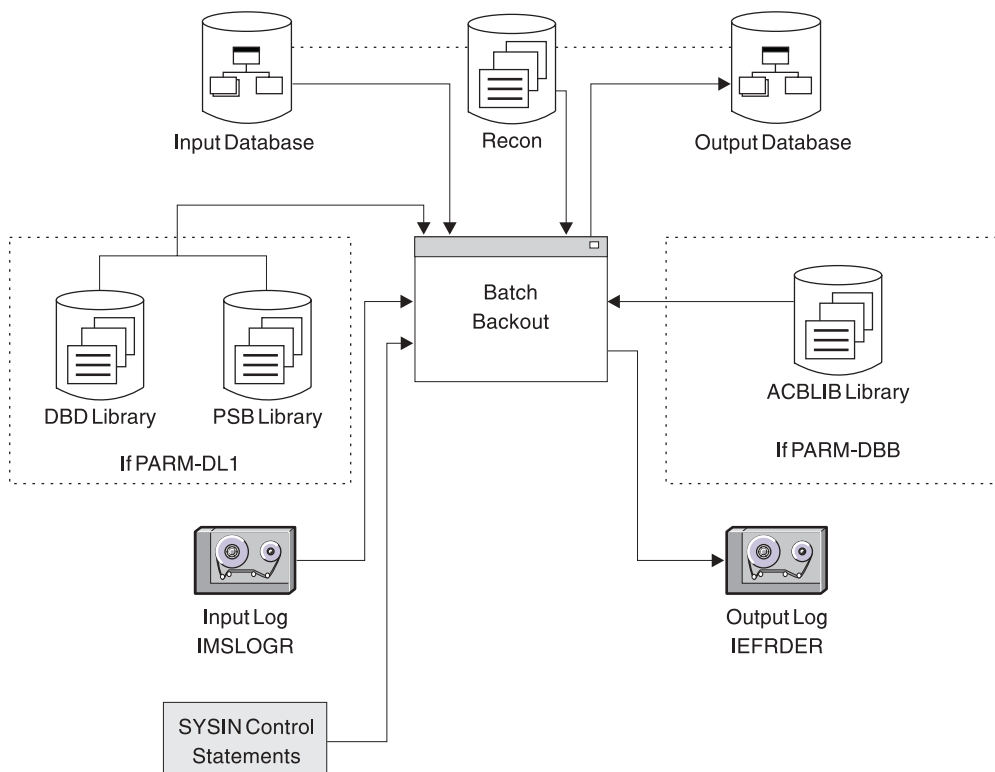 Input Database
Recon
Output Database
Batch
Backout
DBD Library
PSB Library
If PARM-DL1
ACBLIB Library
If PARM-DBB
Input Log
IMSLOGR
Output Log
IEFRDER
SYSIN Control
Statements